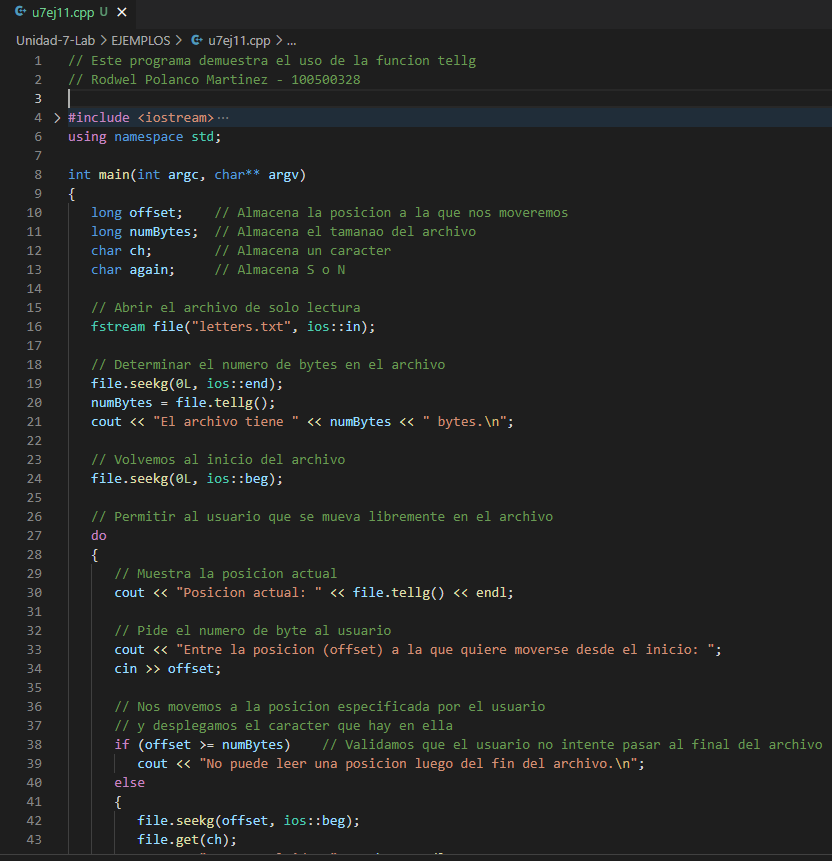 u7ej11.cpp U
Unidad-7-Lab > EJEMPLOS > u7ej11.cpp > ...
1 // Este programa demuestra el uso de la funcion tellg
2 // Rodwel Polanco Martinez - 100500328
3
4 #include <iostream>···
6 using namespace std;
7
8 int main(int argc, char** argv)
9 {
10 long offset; // Almacena la posicion a la que nos moveremos
11 long numBytes; // Almacena el tamanao del archivo
12 char ch; // Almacena un caracter
13 char again; // Almacena S o N
14
15 // Abrir el archivo de solo lectura
16 fstream file("letters.txt", ios::in);
17
18 // Determinar el numero de bytes en el archivo
19 file.seekg(0L, ios::end);
20 numBytes = file.tellg();
21 cout << "El archivo tiene " << numBytes << " bytes.\n";
22
23 // Volvemos al inicio del archivo
24 file.seekg(0L, ios::beg);
25
26 // Permitir al usuario que se mueva libremente en el archivo
27 do
28 {
29 // Muestra la posicion actual
30 cout << "Posicion actual: " << file.tellg() << endl;
31
32 // Pide el numero de byte al usuario
33 cout << "Entre la posicion (offset) a la que quiere moverse desde el inicio: ";
34 cin >> offset;
35
36 // Nos movemos a la posicion especificada por el usuario
37 // y desplegamos el caracter que hay en ella
38 if (offset >= numBytes) // Validamos que el usuario no intente pasar al final del archivo
39 cout << "No puede leer una posicion luego del fin del archivo.\n";
40 else
41 {
42 file.seekg(offset, ios::beg);
43 file.get(ch);